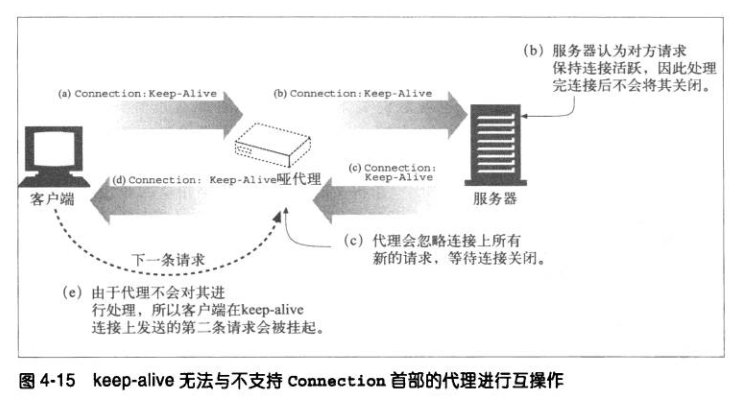 (b) 服务器认为对方请求
保持连接活跃，因此处理
完连接后不会将其关闭。
(a) Connection:Keep-Alive
(b) Connection:Keep-Alive
(d) Connection: Keep-Alive
哑代理
(c) Connection:
Keep-Alive
客户端
服务器
下一条请求
(c) 代理会忽略连接上所有
新的请求，等待连接关闭。
(e) 由于代理不会对其进
行处理，所以客户端在keep-alive
连接上发送的第二条请求会被挂起。
图 4-15 keep-alive 无法与不支持 Connection 首部的代理进行互操作